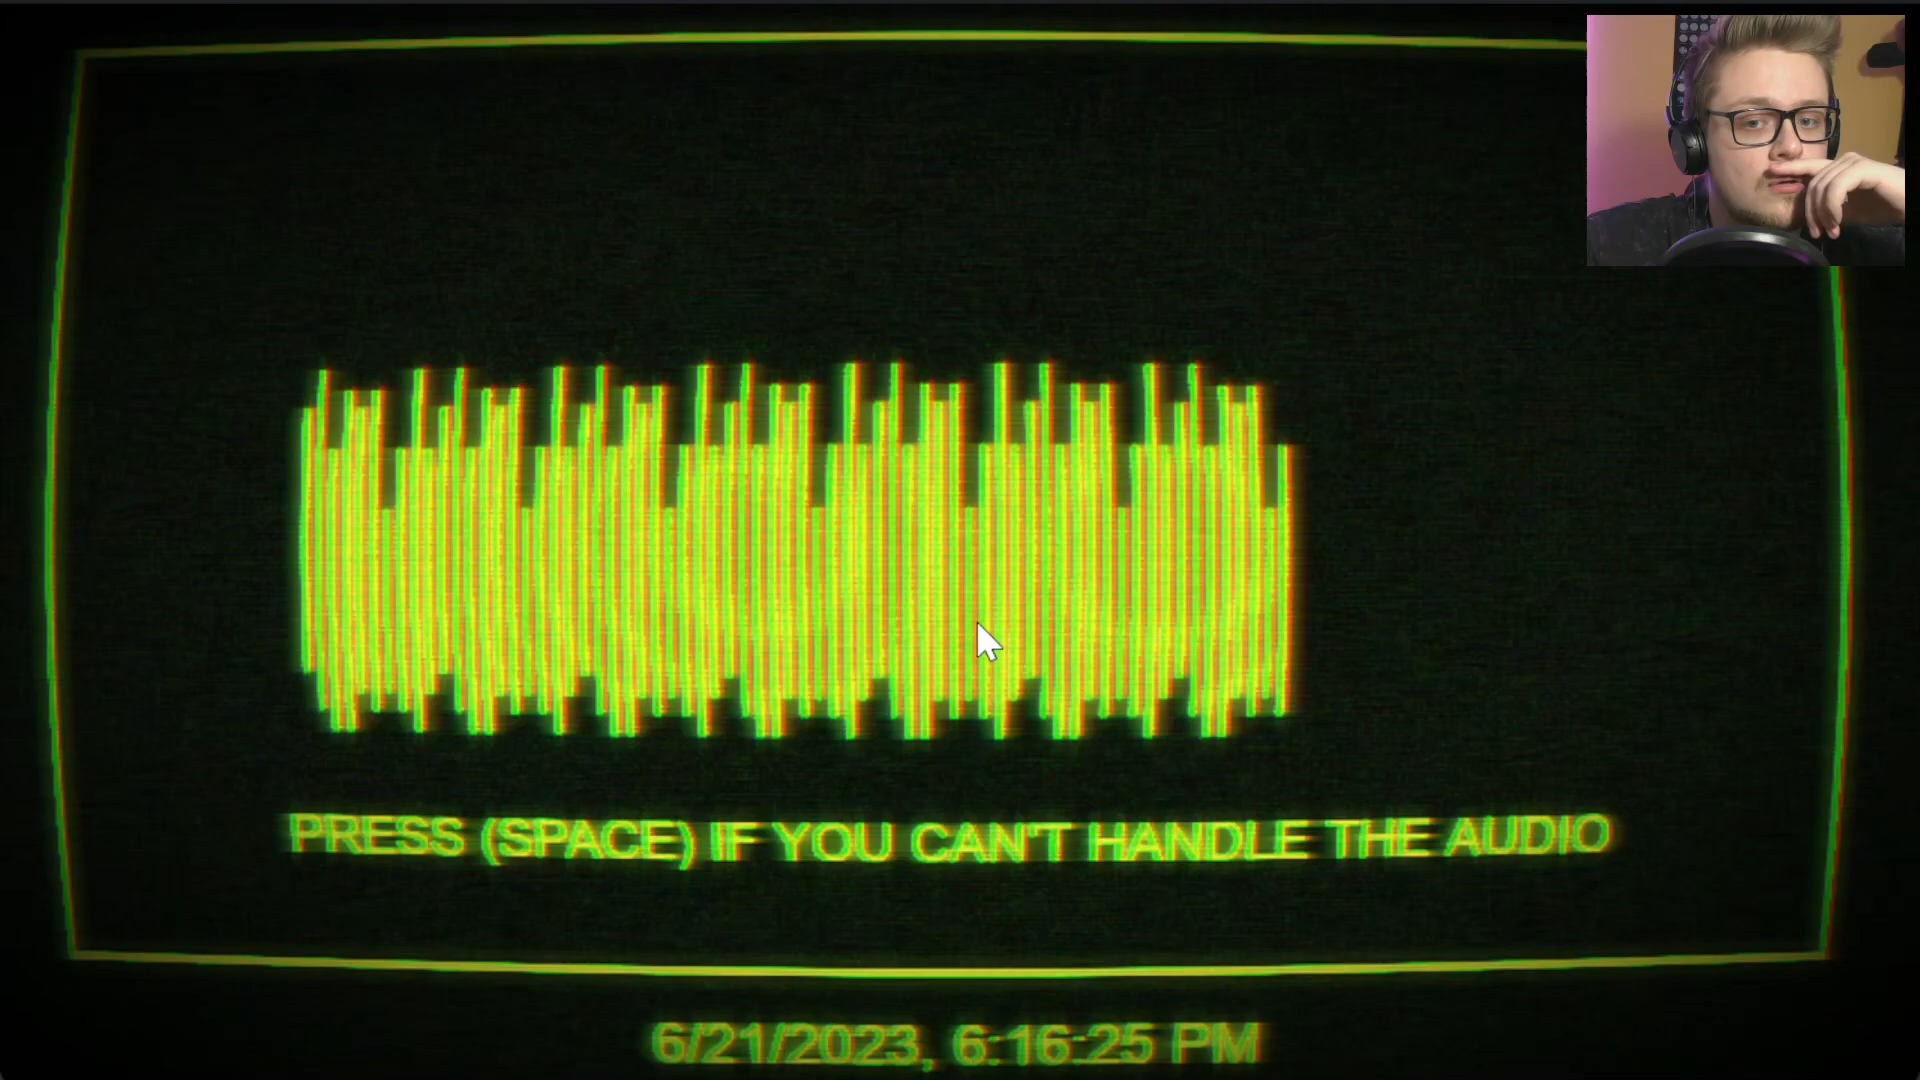 PRESS (SPACE) IF YOU CAN'T HANDLE THE AUDIO
6/21/2023, 6:16:25 PM